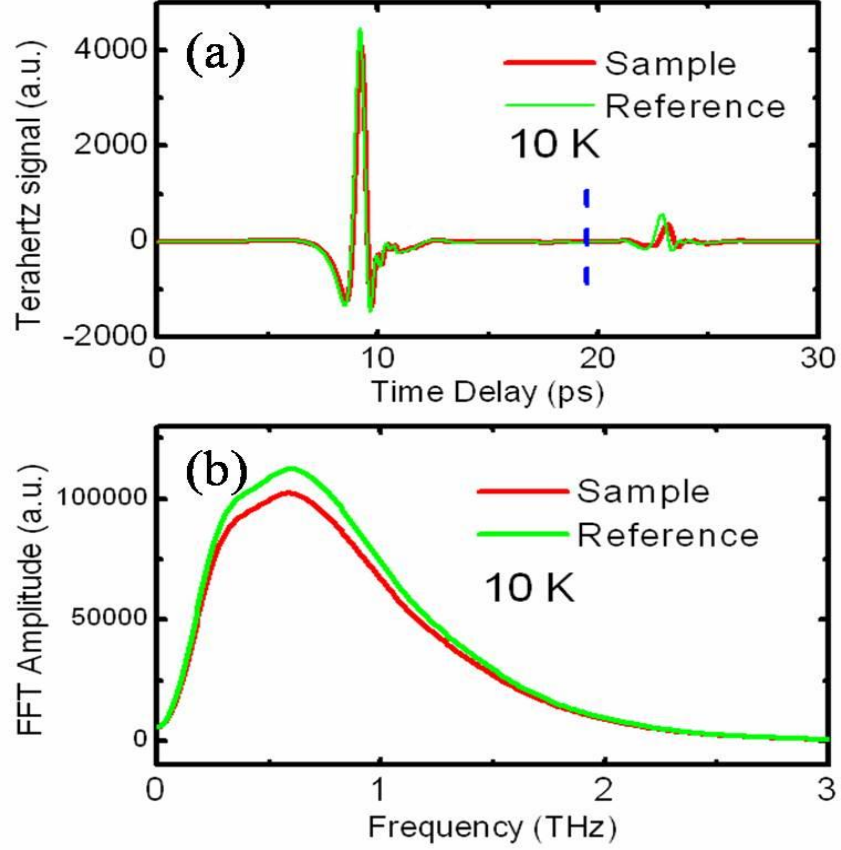 (a)
Terahertz signal (a.u.)
4000
2000
0
-2000
Sample
Reference
10 K
0 10 20 30
Time Delay (ps)
(b)
FFT Amplitude (a.u.)
100000
50000
0
Sample
Reference
10 K
0 1 2 3
Frequency (THz)